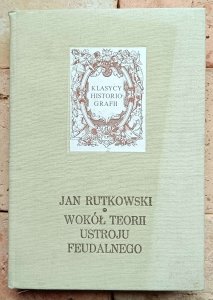 KLASYCY
HISTORIO
GRAFII
JAN RUTKOWSKI
•
WOKÓŁ TEORII
USTROJU
FEUDALNEGO